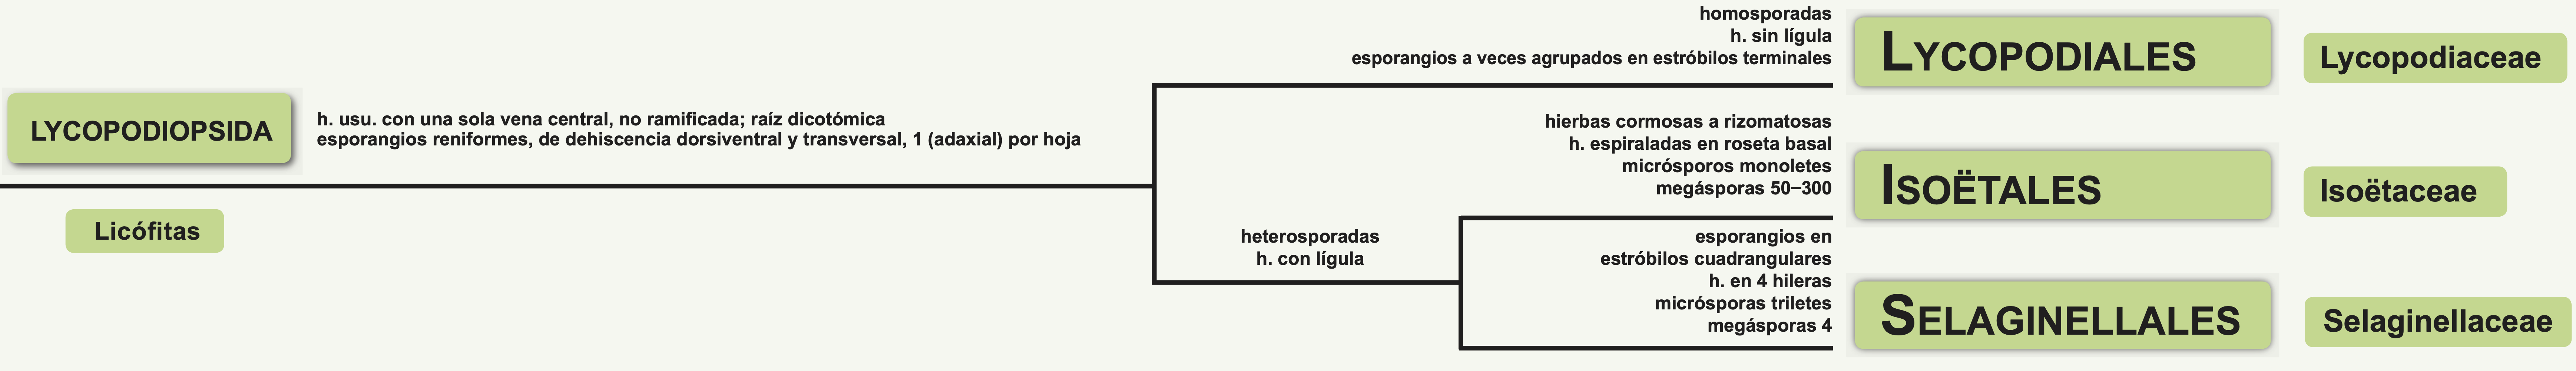 LYCOPODIOPSIDA
h. usu. con una sola vena central, no ramificada; raíz dicotómica
esporangios reniformes, de dehiscencia dorsiventral y transversal, 1 (adaxial) por hoja
Licófitas
homosporadas
h. sin lígula
esporangios a veces agrupados en estróbilos terminales
LYCOPODIALES
Lycopodiaceae
heterosporadas
h. con lígula
hierbas cormosas a rizomatosas
h. espiraladas en roseta basal
micrósporos monoletes
megásporas 50–300
ISOËTALES
Isoëtaceae
esporangios en
estróbilos cuadrangulares
h. en 4 hileras
micrósporas triletes
megásporas 4
SELAGINELLALES
Selaginellaceae